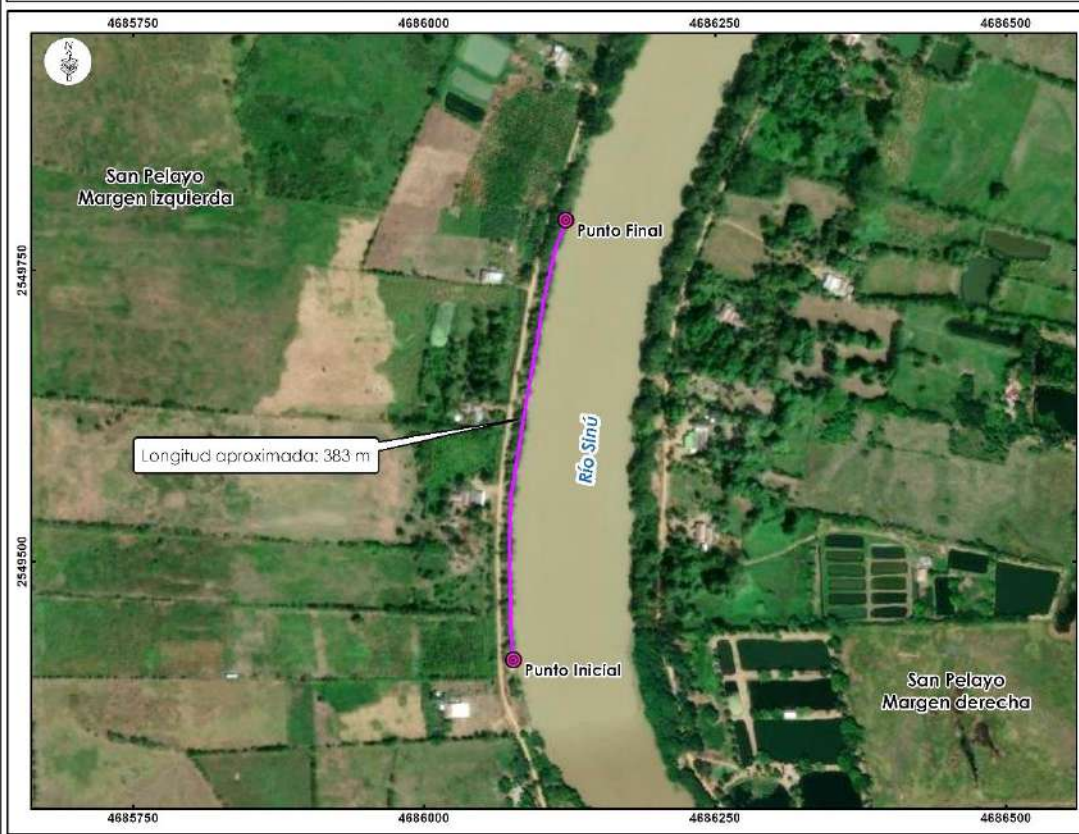 4685750 4686000 4686250 4686500
N
San Pelayo
Margen izquierda
Punto Final
2549750
Longitud aproximada: 383 m
Río Sinú
2549500
Punto Inicial
San Pelayo
Margen derecha
4685750 4686000 4686250 4686500